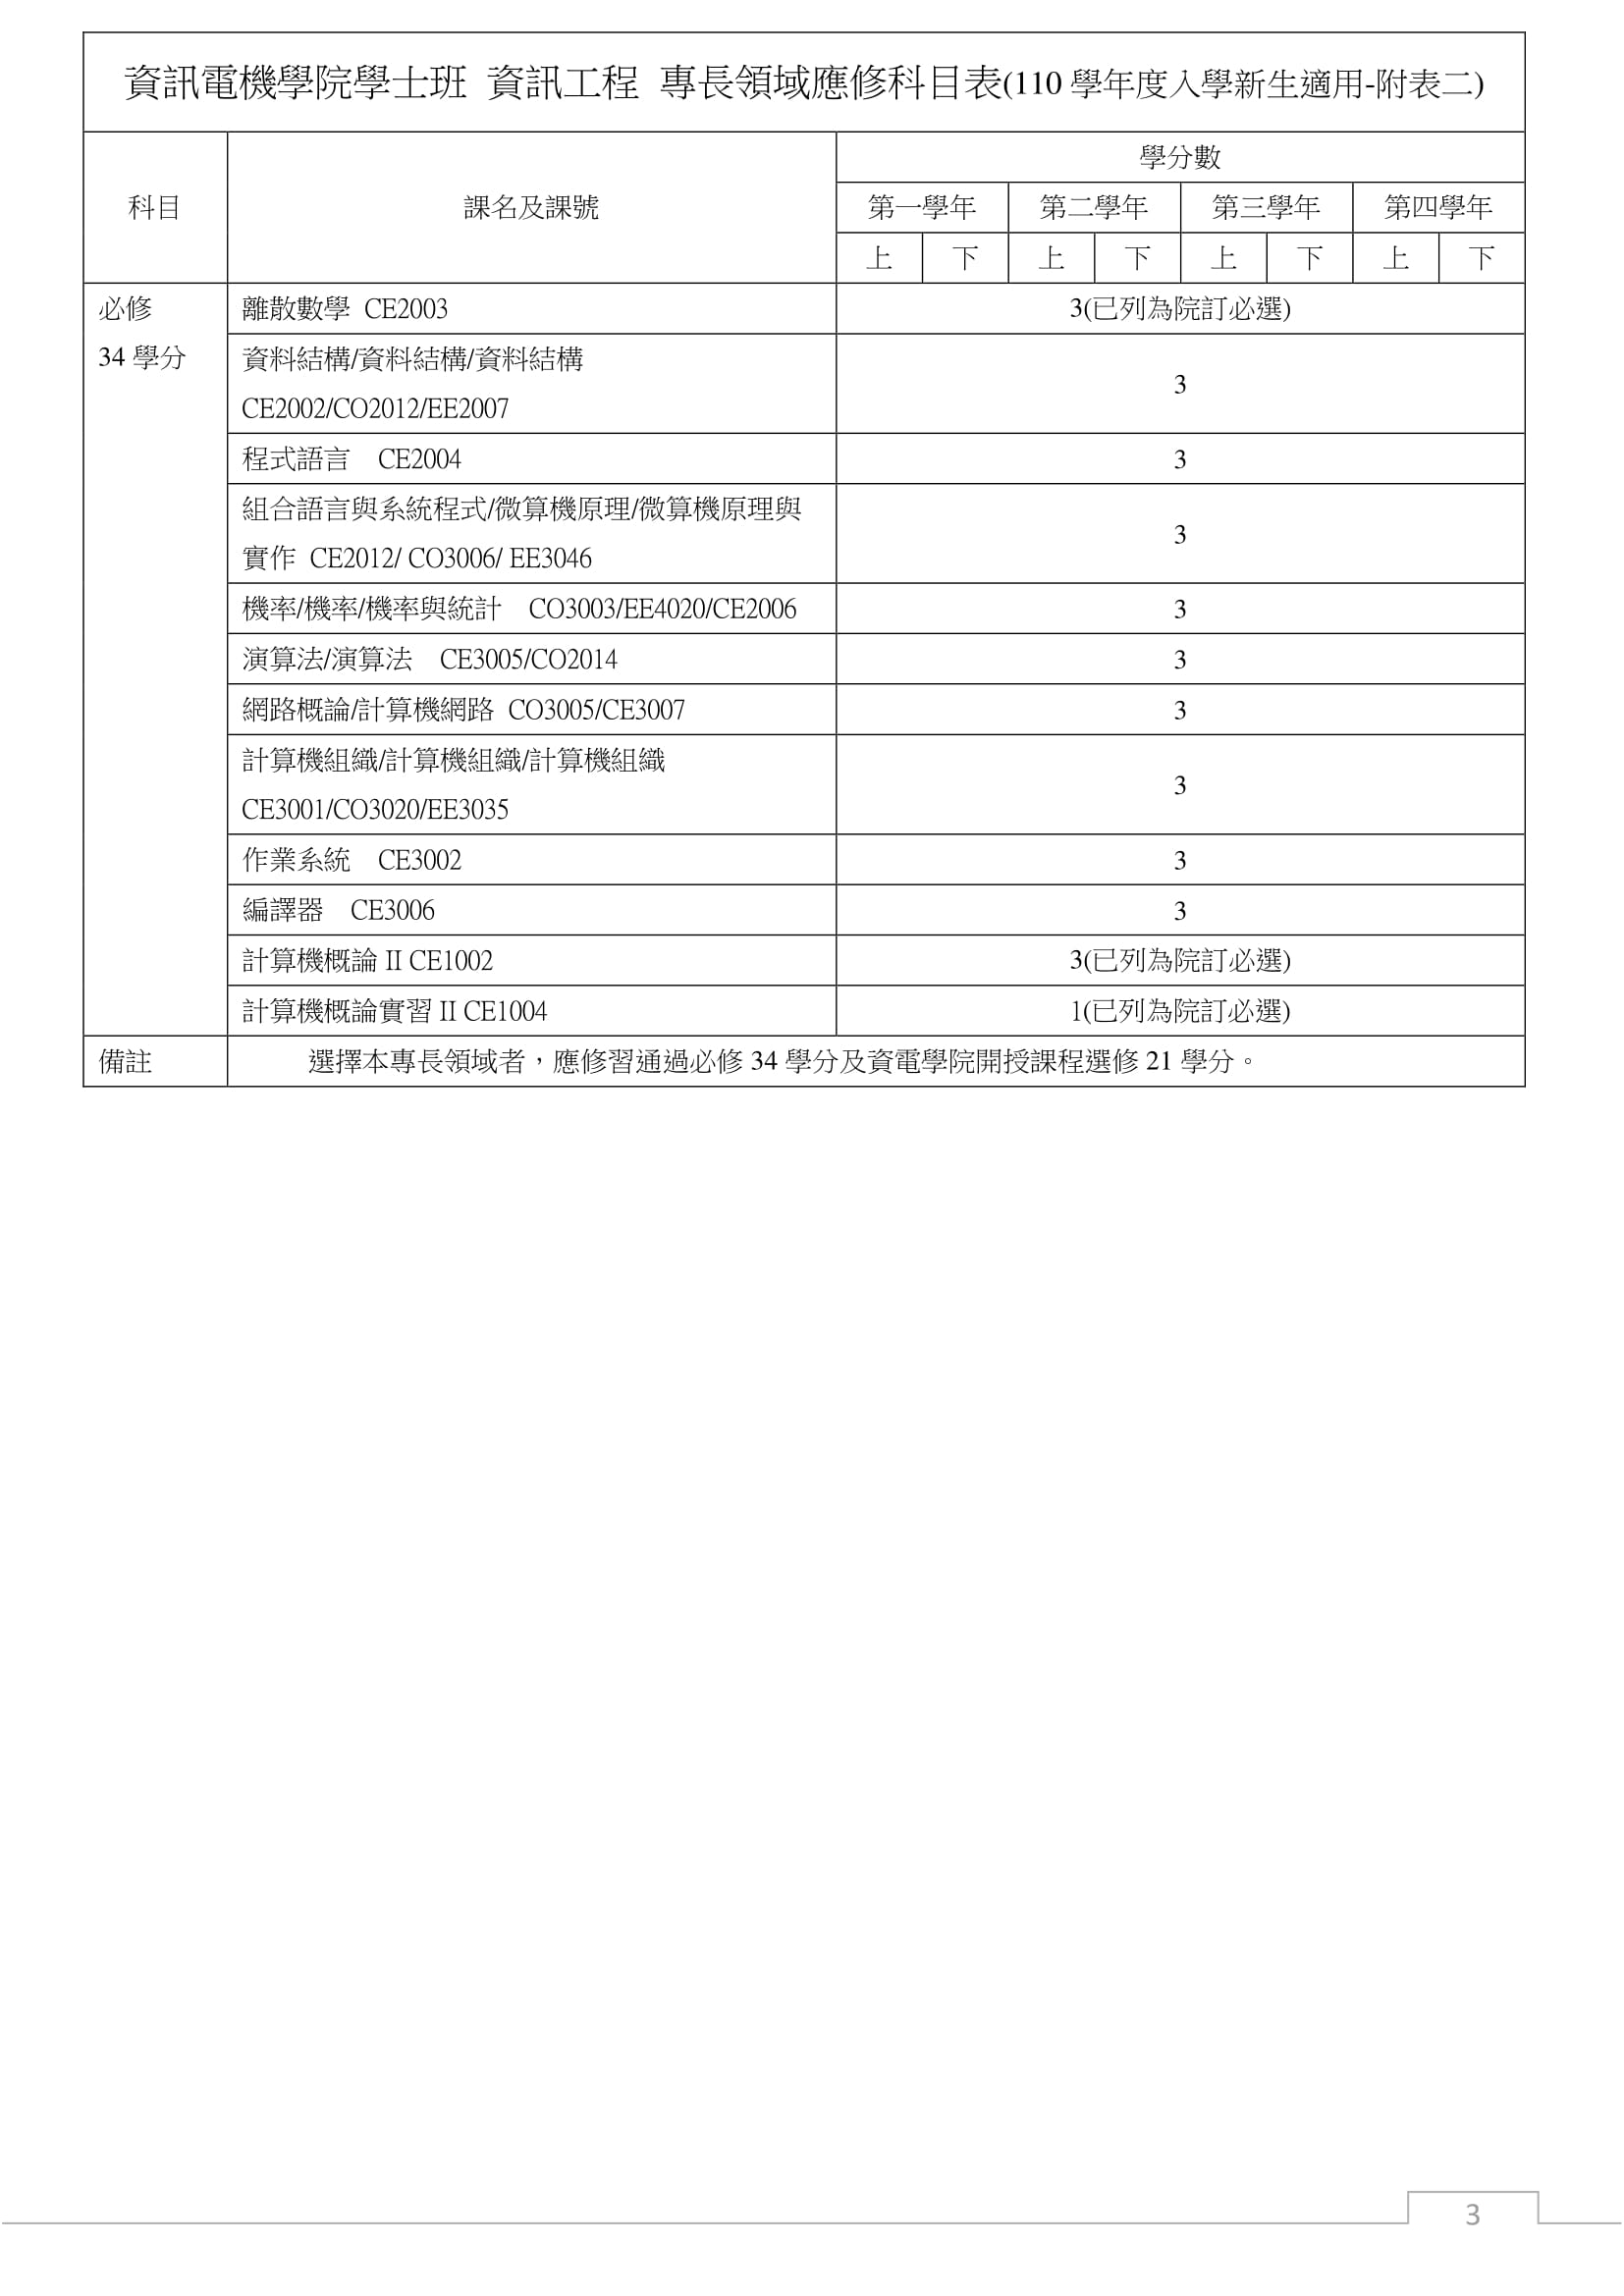 資訊電機學院學士班 資訊工程 專長領域應修科目表(110 學年度入學新生適用-附表二)
科目
課名及課號
學分數
第一學年 第二學年 第三學年 第四學年
上 下 上 下 上 下 上 下
必修
34 學分
離散數學 CE2003
3(已列為院訂必選)
資料結構/資料結構/資料結構
CE2002/CO2012/EE2007
3
程式語言 CE2004
3
組合語言與系統程式/微算機原理/微算機原理與
實作 CE2012/ CO3006/ EE3046
3
機率/機率/機率與統計 CO3003/EE4020/CE2006
3
演算法/演算法 CE3005/CO2014
3
網路概論/計算機網路 CO3005/CE3007
3
計算機組織/計算機組織/計算機組織
CE3001/CO3020/EE3035
3
作業系統 CE3002
3
編譯器 CE3006
3
計算機概論 II CE1002
3(已列為院訂必選)
計算機概論實習 II CE1004
1(已列為院訂必選)
備註
選擇本專長領域者，應修習通過必修 34 學分及資電學院開授課程選修 21 學分。
3